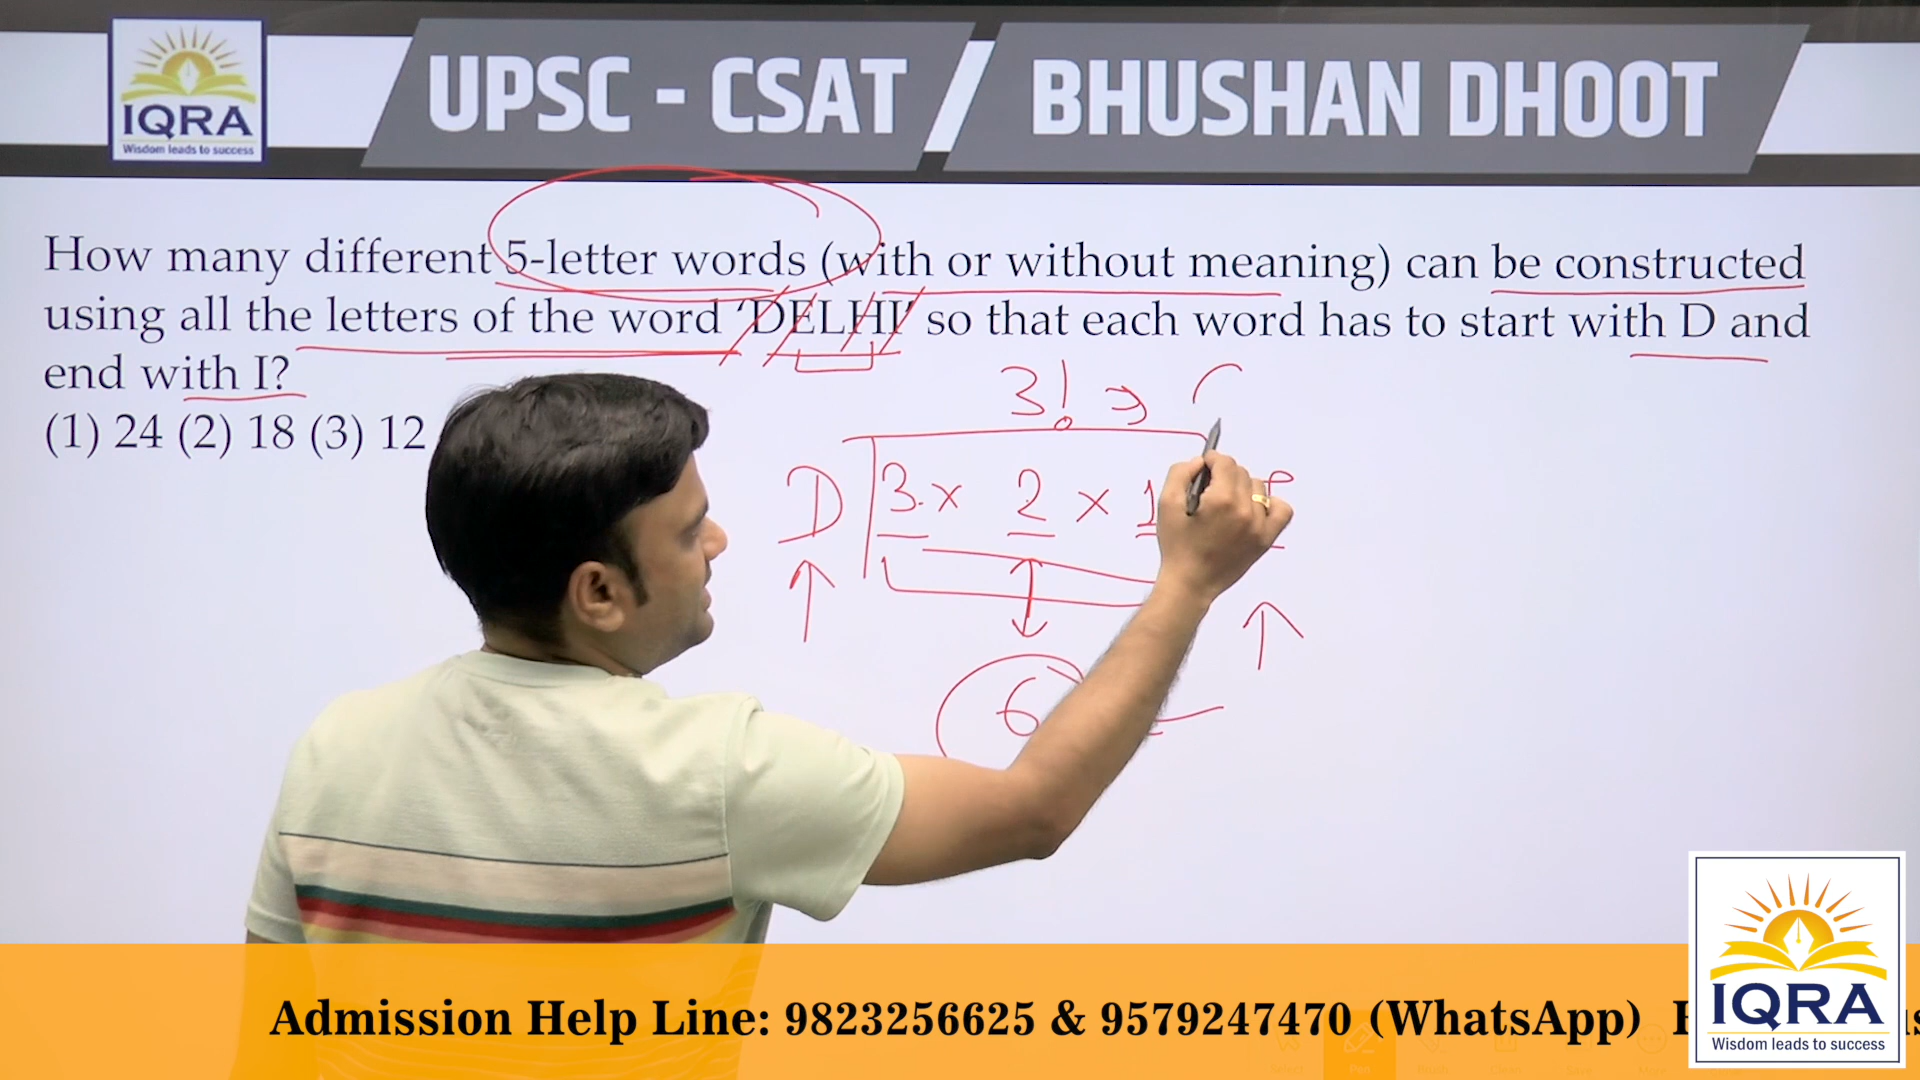 IQRA
Wisdom leads to success
UPSC - CSAT / BHUSHAN DHOOT
How many different 5-letter words (with or without meaning) can be constructed
using all the letters of the word ‘DELHI’ so that each word has to start with D and
end with I?
(1) 24 (2) 18 (3) 12
3! ⇒
D 3 × 2 × 1
6
Admission Help Line: 9823256625 & 9579247470 (WhatsApp)
IQRA
Wisdom leads to success